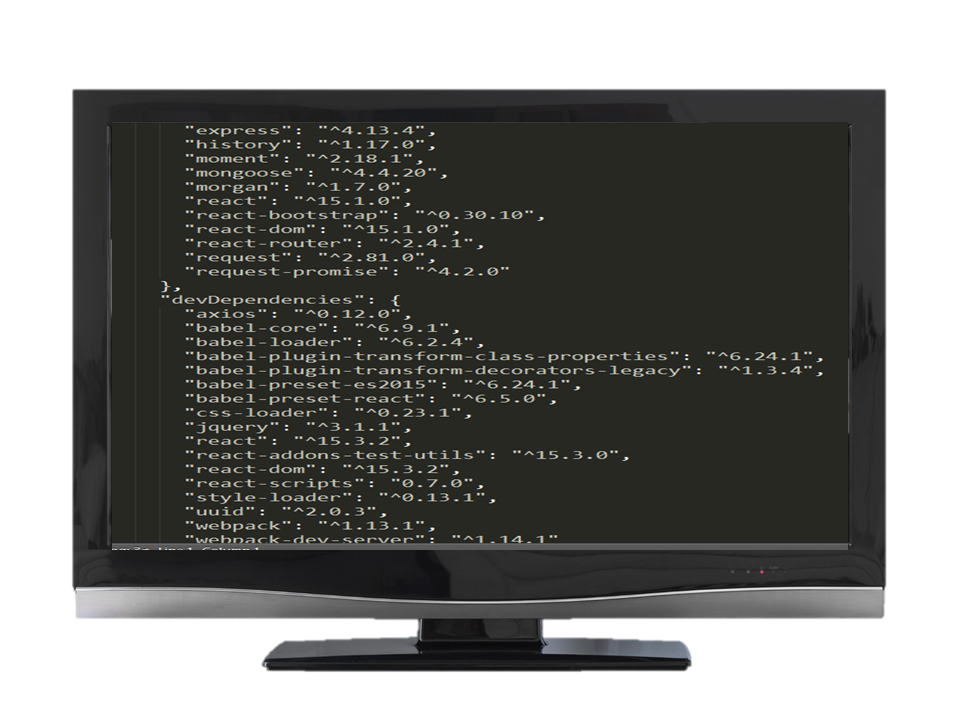 "express": "^4.13.4",
"history": "^1.17.0",
"moment": "^2.18.1",
"mongoose": "^4.4.20",
"morgan": "^1.7.0",
"react": "^15.1.0",
"react-bootstrap": "^0.30.10",
"react-dom": "^15.1.0",
"react-router": "^2.4.1",
"request": "^2.81.0",
"request-promise": "^4.2.0"
},
"devDependencies": {
"axios": "^0.12.0",
"babel-core": "^6.9.1",
"babel-loader": "^6.2.4",
"babel-plugin-transform-class-properties": "^6.24.1",
"babel-plugin-transform-decorators-legacy": "^1.3.4",
"babel-preset-es2015": "^6.24.1",
"babel-preset-react": "^6.5.0",
"css-loader": "^0.23.1",
"jquery": "^3.1.1",
"react": "^15.3.2",
"react-addons-test-utils": "^15.3.0",
"react-dom": "^15.3.2",
"react-scripts": "0.7.0",
"style-loader": "^0.13.1",
"uuid": "^2.0.3",
"webpack": "^1.13.1",
"webpack-dev-server": "^1.14.1"